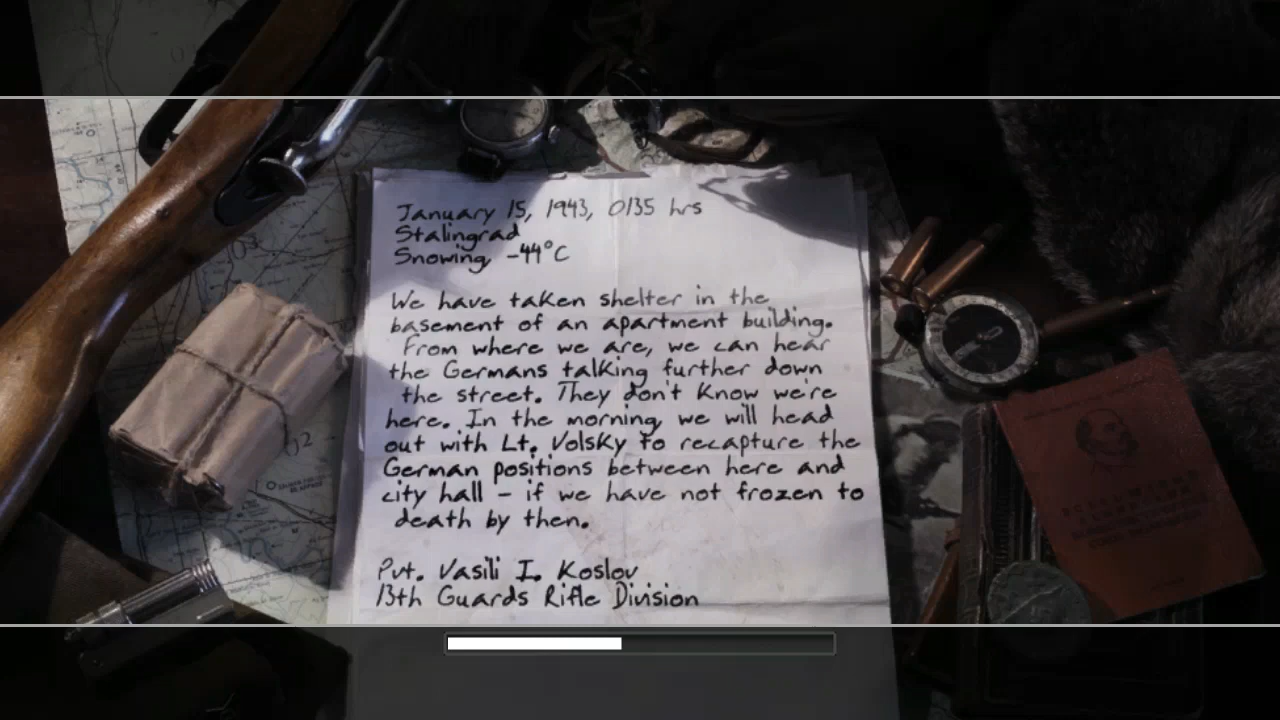 January 15, 1943, 0135 hrs
Stalingrad
Snowing, -44°C
We have taken shelter in the
basement of an apartment building.
From where we are, we can hear
the Germans talking further down
the street. They don't know we're
here. In the morning, we will head
out with Lt. Volsky to recapture the
German positions between here and
city hall - if we have not frozen to
death by then.
Pvt. Vasili I. Koslov
13th Guards Rifle Division